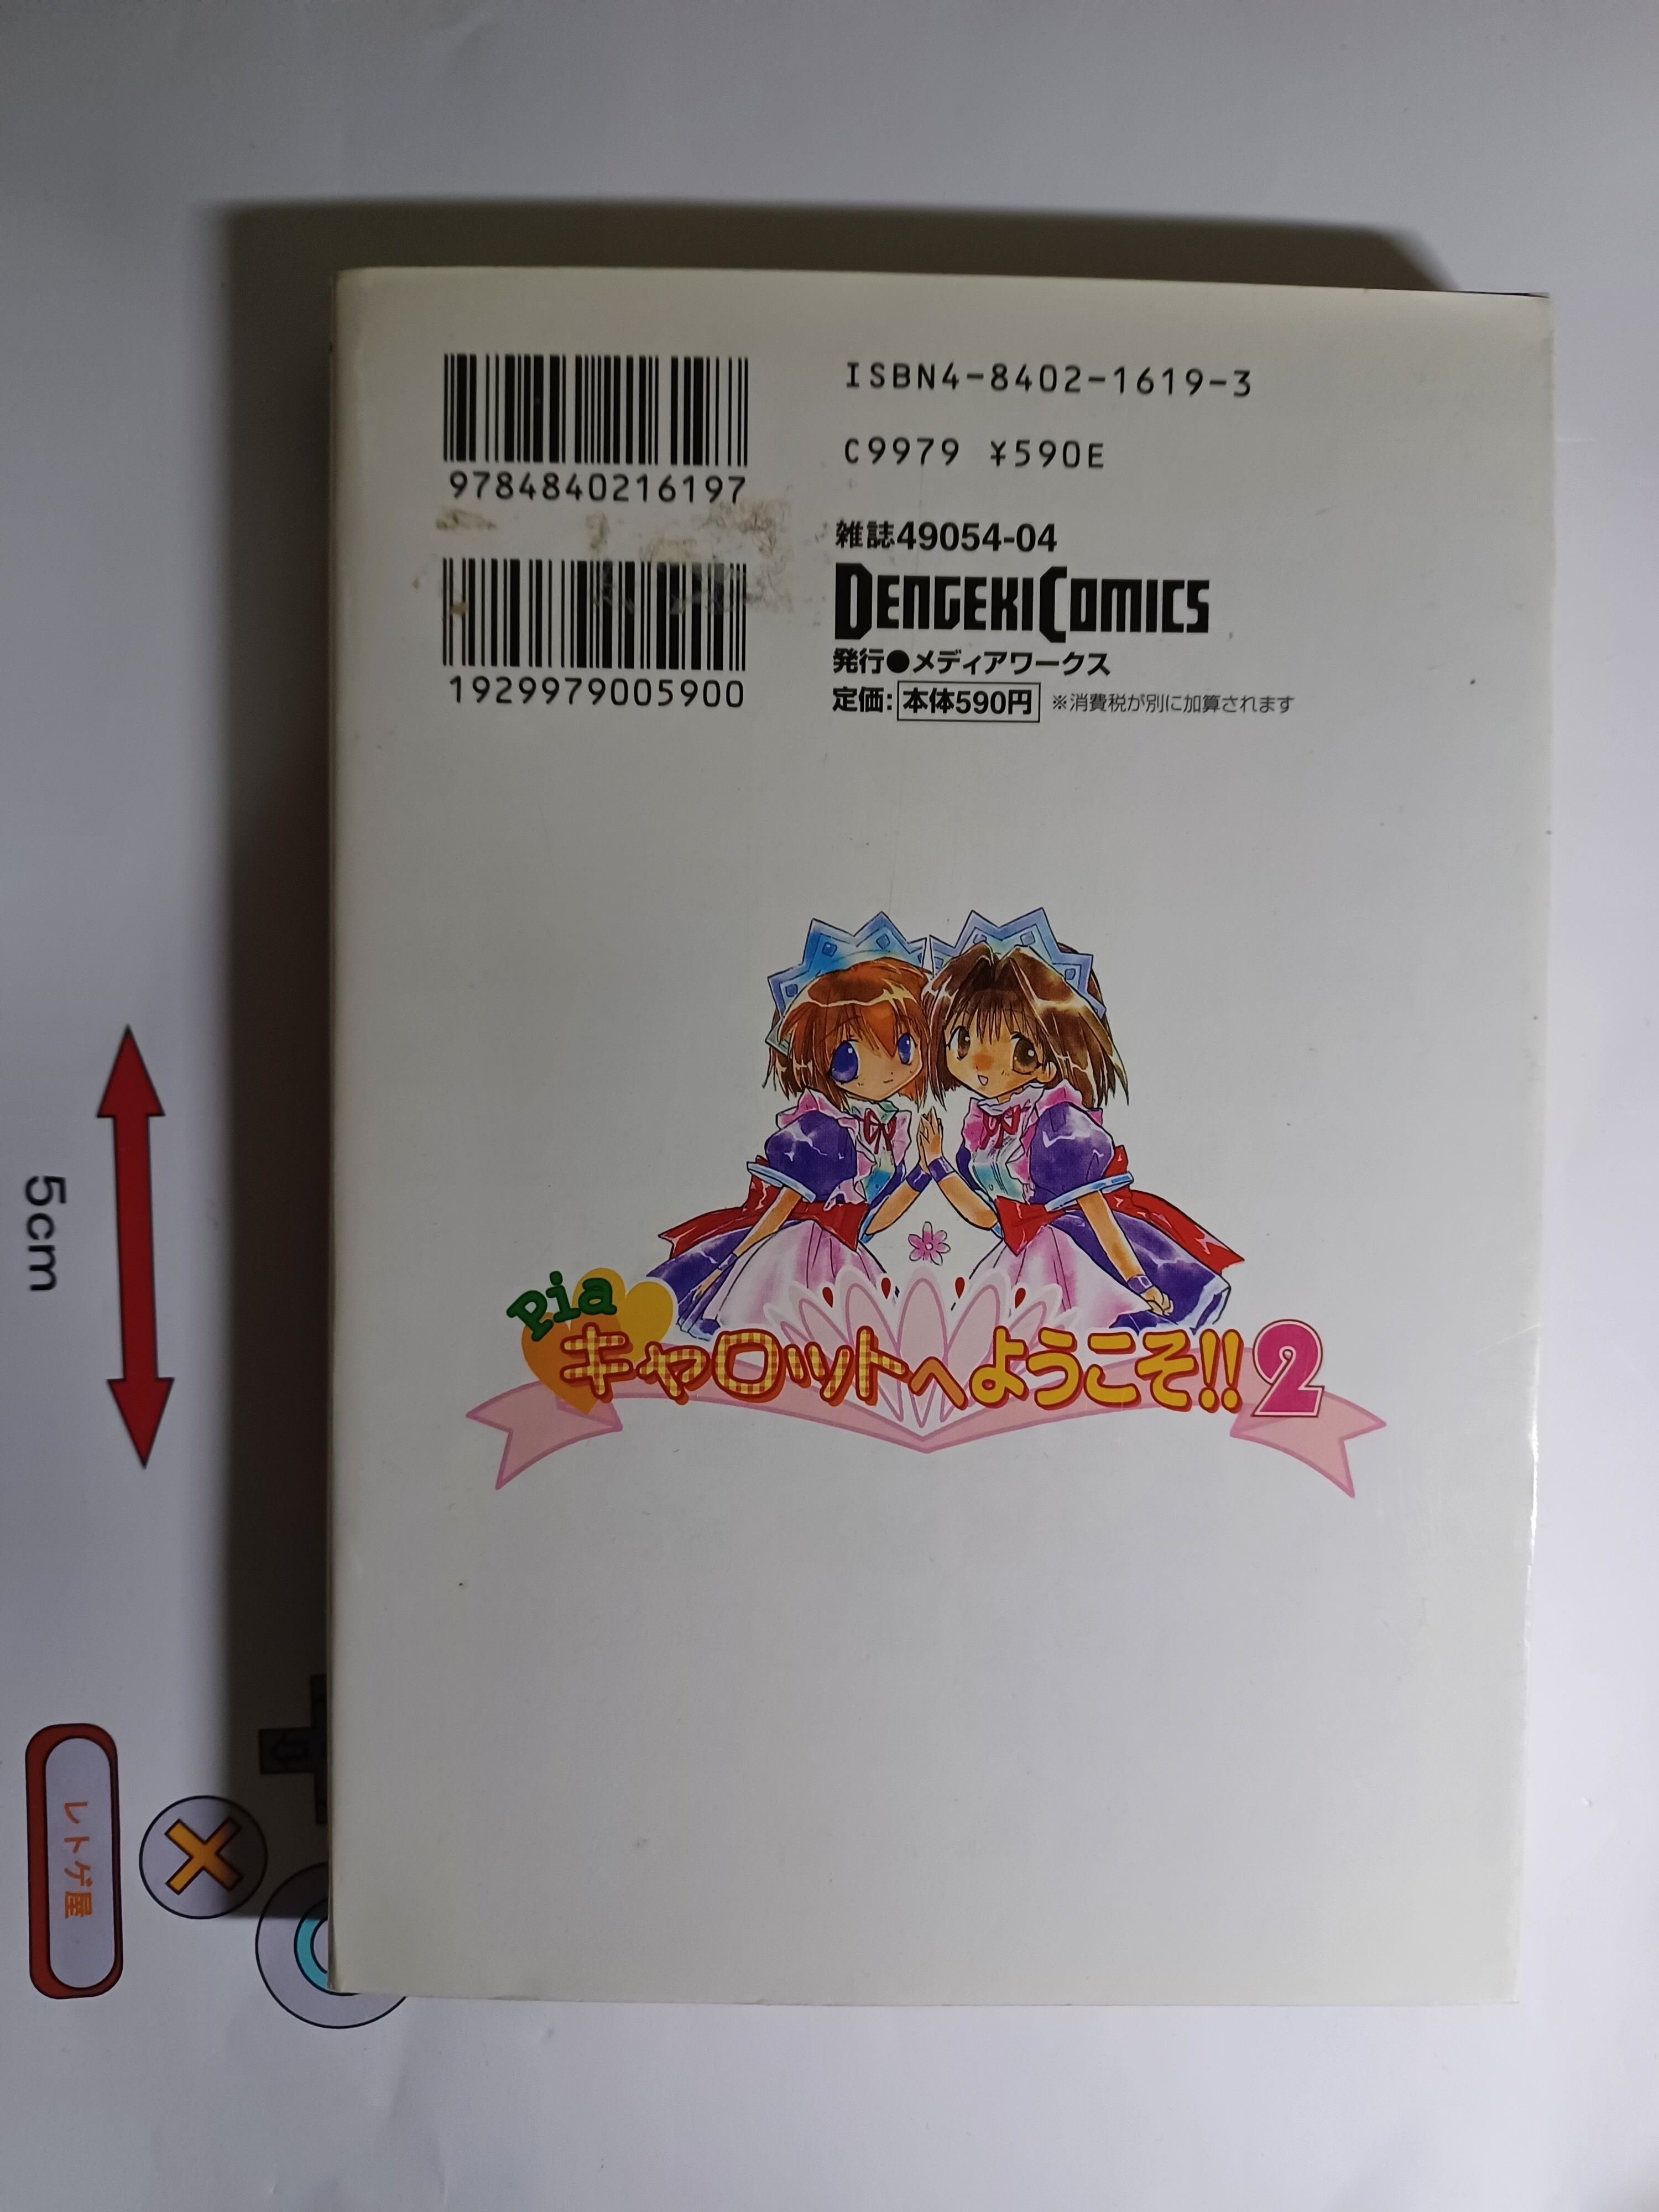 ISBN4-8402-1619-3
C9979 ¥590E
9784840216197
雑誌49054-04
DENGEKI COMICS
発行●メディアワークス
定価:本体590円 ※消費税が別に加算されます
1929979005900
5cm
Pia
キャロットへようこそ!!2
レトゲ屋